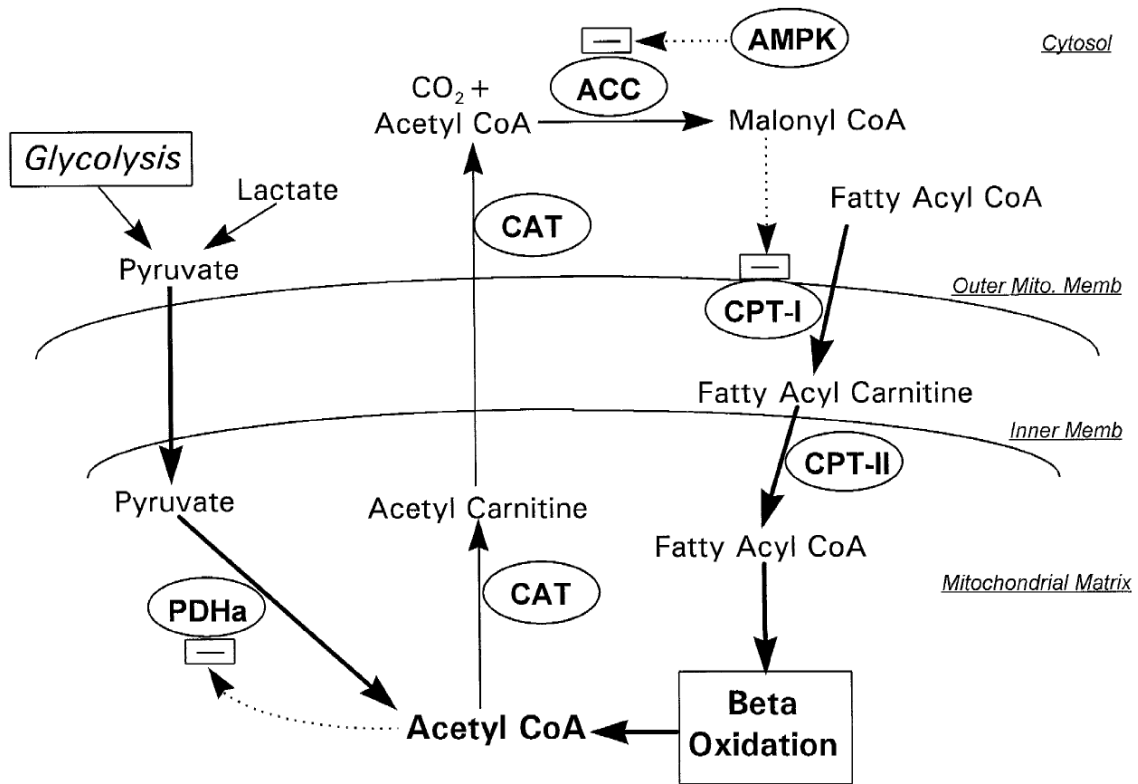 AMPK
Cytosol
ACC
CO2 +
Acetyl CoA
Malonyl CoA
Glycolysis
Lactate
Fatty Acyl CoA
CAT
Pyruvate
Outer Mito. Memb
CPT-I
Fatty Acyl Carnitine
Inner Memb
CPT-II
Pyruvate
Acetyl Carnitine
Fatty Acyl CoA
Mitochondrial Matrix
CAT
PDHa
Beta
Oxidation
Acetyl CoA